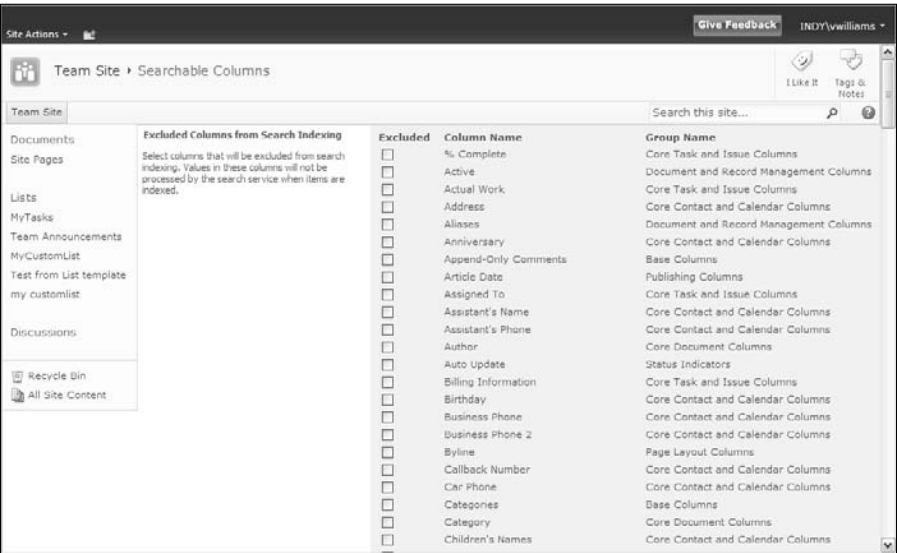 Give Feedback
INDY\vwilliams
Site Actions
Team Site ▸ Searchable Columns
I Like It
Tags & Notes
Team Site
Search this site...
Documents
Site Pages
Lists
MyTasks
Team Announcements
MyCustomList
Test from List template
my customlist
Discussions
Recycle Bin
All Site Content
Excluded Columns from Search Indexing
Select columns that will be excluded from search
indexing. Values in these columns will not be
processed by the search service when items are
indexed.
Excluded Column Name Group Name
% Complete Core Task and Issue Columns
Active Document and Record Management Columns
Actual Work Core Task and Issue Columns
Address Core Contact and Calendar Columns
Aliases Document and Record Management Columns
Anniversary Core Contact and Calendar Columns
Append-Only Comments Base Columns
Article Date Publishing Columns
Assigned To Core Task and Issue Columns
Assistant's Name Core Contact and Calendar Columns
Assistant's Phone Core Contact and Calendar Columns
Author Core Document Columns
Auto Update Status Indicators
Billing Information Core Task and Issue Columns
Birthday Core Contact and Calendar Columns
Business Phone Core Contact and Calendar Columns
Business Phone 2 Core Contact and Calendar Columns
Byline Page Layout Columns
Callback Number Core Contact and Calendar Columns
Car Phone Core Contact and Calendar Columns
Categories Base Columns
Category Core Document Columns
Children's Names Core Contact and Calendar Columns